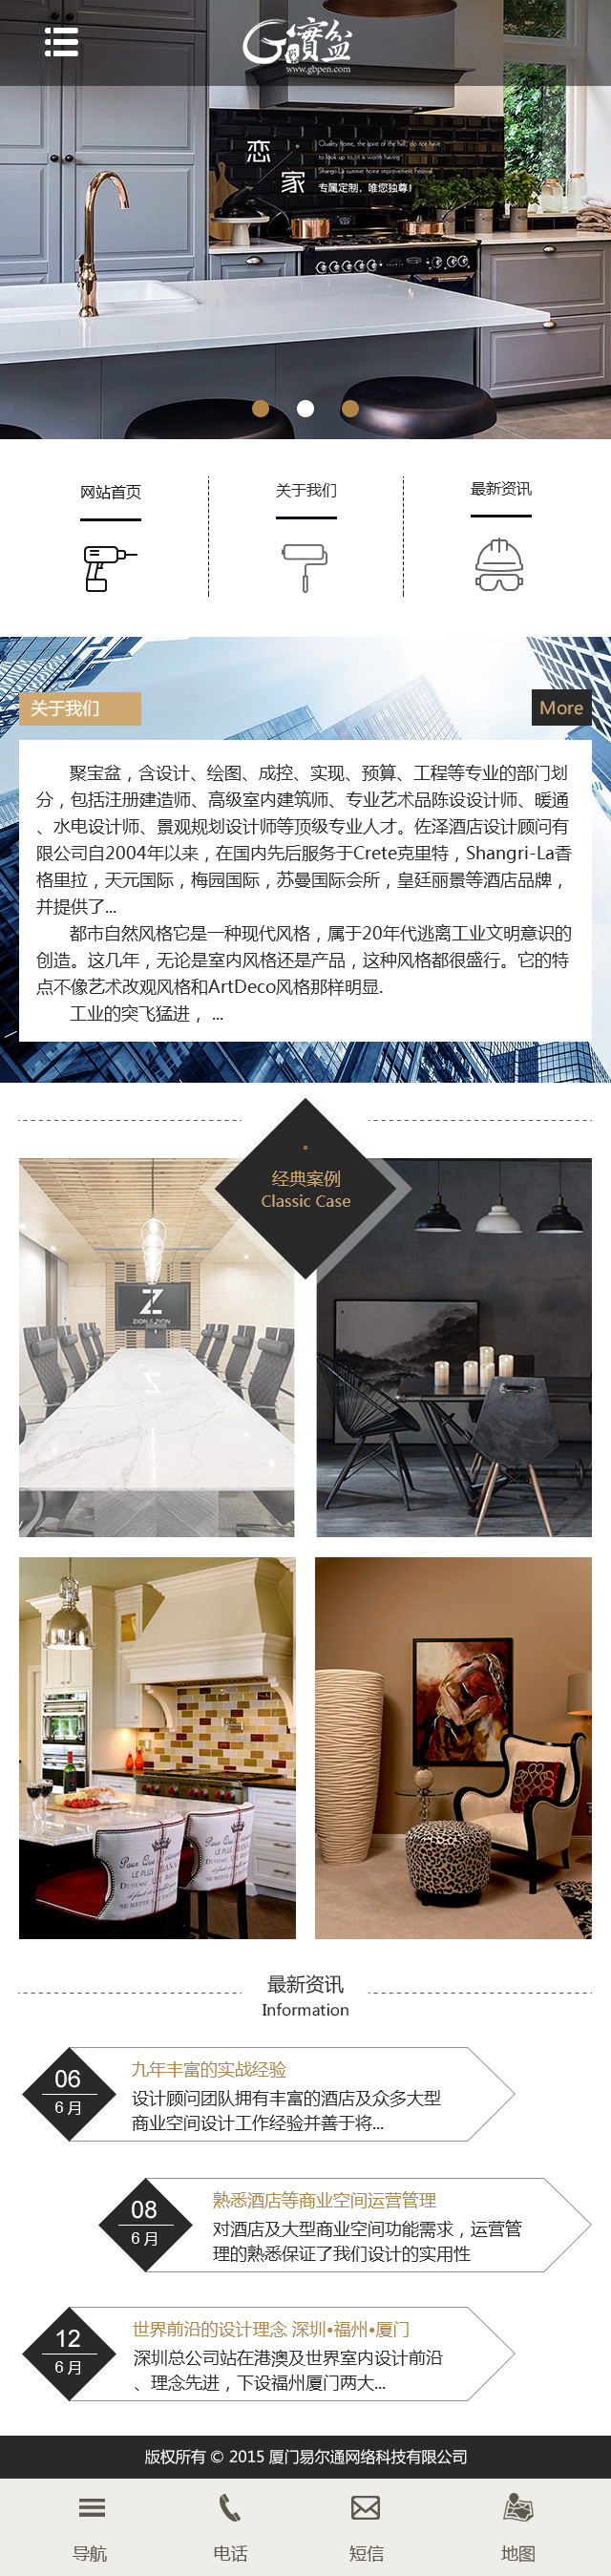 G 寳盆
www.gbpen.com
恋家
Quality home, the spirit of the hall, do not have
to look up to, it is worth having
Shangri-La summer home improvement Festival
专属定制，唯您独尊！
网站首页
关于我们
最新资讯
关于我们
More
聚宝盆，含设计、绘图、成控、实现、预算、工程等专业的部门划
分，包括注册建造师、高级室内建筑师、专业艺术品陈设设计师、暖通
、水电设计师、景观规划设计师等顶级专业人才。佐泽酒店设计顾问有
限公司自2004年以来，在国内先后服务于Crete克里特，Shangri-La香
格里拉，天元国际，梅园国际，苏曼国际会所，皇廷丽景等酒店品牌，
并提供了...
都市自然风格它是一种现代风格，属于20年代逃离工业文明意识的
创造。这几年，无论是室内风格还是产品，这种风格都很盛行。它的特
点不像艺术改观风格和ArtDeco风格那样明显.
工业的突飞猛进， ...
经典案例
Classic Case
Z
ZION & ZION
最新资讯
Information
06
6 月
九年丰富的实战经验
设计顾问团队拥有丰富的酒店及众多大型
商业空间设计工作经验并善于将...
08
6 月
熟悉酒店等商业空间运营管理
对酒店及大型商业空间功能需求，运营管
理的熟悉保证了我们设计的实用性
12
6 月
世界前沿的设计理念 深圳•福州•厦门
深圳总公司站在港澳及世界室内设计前沿
、理念先进，下设福州厦门两大...
版权所有 © 2015 厦门易尔通网络科技有限公司
导航
电话
短信
地图